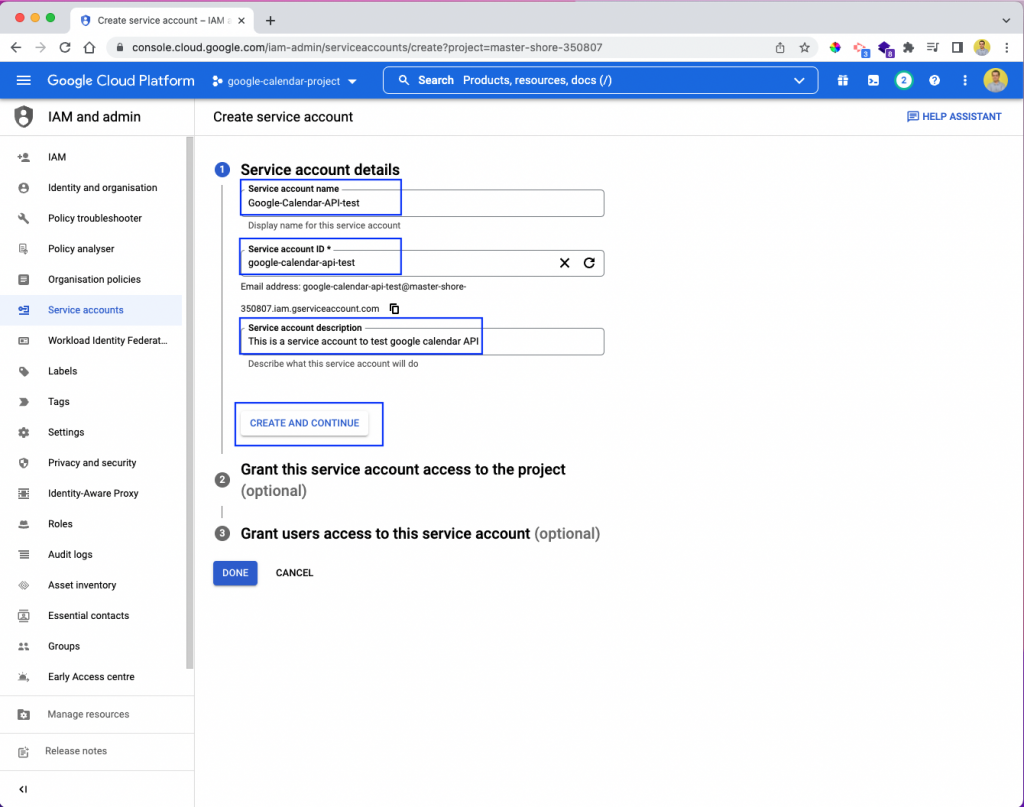 Create service account – IAM a
console.cloud.google.com/iam-admin/serviceaccounts/create?project=master-shore-350807
3
8
Google Cloud Platform
google-calendar-project
Search Products, resources, docs (/)
2
IAM and admin
Create service account
HELP ASSISTANT
IAM
Identity and organisation
Policy troubleshooter
Policy analyser
Organisation policies
Service accounts
Workload Identity Federat...
Labels
Tags
Settings
Privacy and security
Identity-Aware Proxy
Roles
Audit logs
Asset inventory
Essential contacts
Groups
Early Access centre
Manage resources
Release notes
1 Service account details
Service account name
Google-Calendar-API-test
Display name for this service account
Service account ID *
google-calendar-api-test
Email address: google-calendar-api-test@master-shore-
350807.iam.gserviceaccount.com
Service account description
This is a service account to test google calendar API
Describe what this service account will do
CREATE AND CONTINUE
2 Grant this service account access to the project
(optional)
3 Grant users access to this service account (optional)
DONE
CANCEL